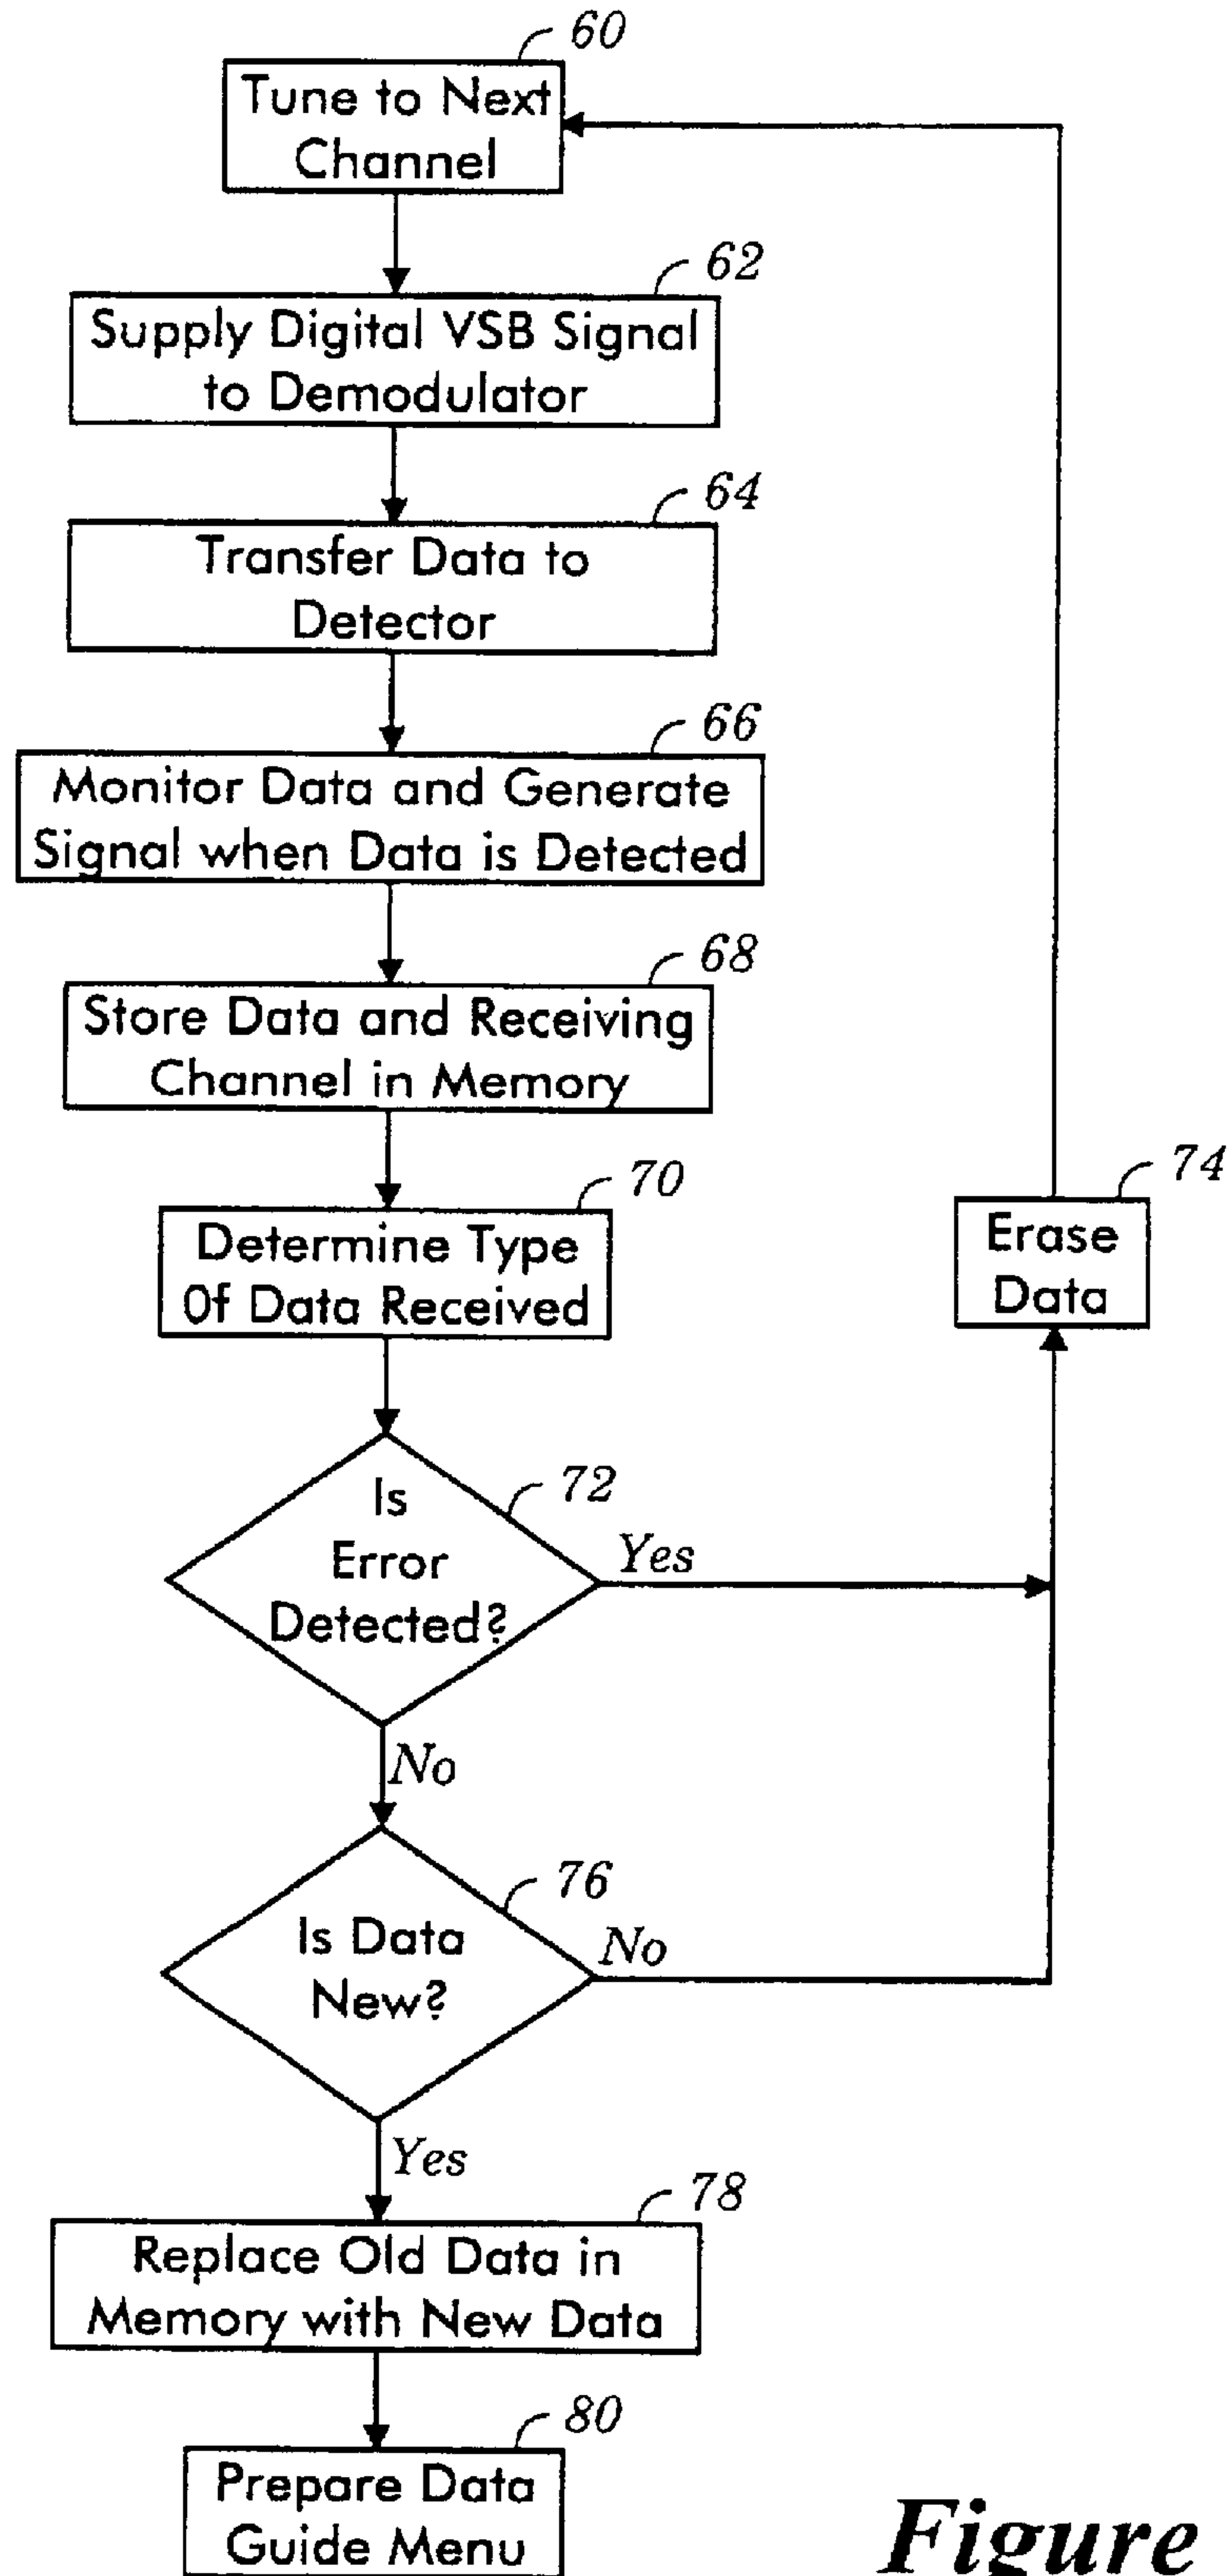 60
Tune to Next
Channel
62
Supply Digital VSB Signal
to Demodulator
64
Transfer Data to
Detector
66
Monitor Data and Generate
Signal when Data is Detected
68
Store Data and Receiving
Channel in Memory
70
Determine Type
Of Data Received
74
Erase
Data
72
Is
Error
Detected?
Yes
No
76
Is Data
New?
No
Yes
78
Replace Old Data in
Memory with New Data
80
Prepare Data
Guide Menu
Figure